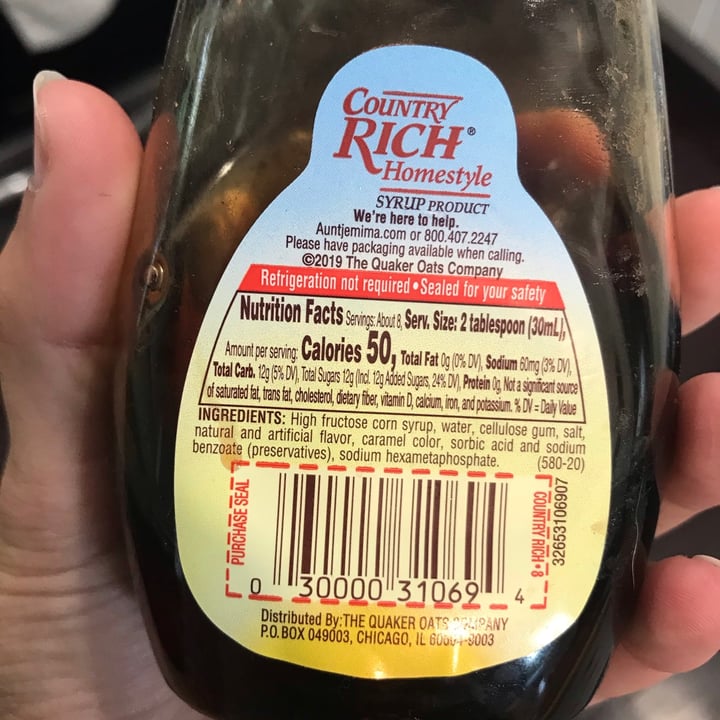 COUNTRY
RICH®
Homestyle
SYRUP PRODUCT
We're here to help.
Auntjemima.com or 800.407.2247
Please have packaging available when calling.
©2019 The Quaker Oats Company
Refrigeration not required • Sealed for your safety
Nutrition Facts Servings: About 8, Serv. Size: 2 tablespoon (30mL),
Amount per serving: Calories 50, Total Fat 0g (0% DV), Sodium 60mg (3% DV),
Total Carb. 12g (5% DV), Total Sugars 12g (Incl. 12g Added Sugars, 24% DV), Protein 0g. Not a significant source
of saturated fat, trans fat, cholesterol, dietary fiber, vitamin D, calcium, iron, and potassium. % DV = Daily Value
INGREDIENTS: High fructose corn syrup, water, cellulose gum, salt,
natural and artificial flavor, caramel color, sorbic acid and sodium
benzoate (preservatives), sodium hexametaphosphate. (580-20)
PURCHASE SEAL
COUNTRY RICH • 8
32653106907
0 30000 31069 4
Distributed By: THE QUAKER OATS COMPANY
P.O. BOX 049003, CHICAGO, IL